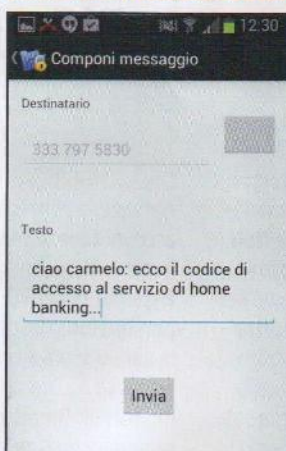 12:30
Componi messaggio
Destinatario
333 797 5830
Testo
ciao carmelo: ecco il codice di
accesso al servizio di home
banking...
Invia